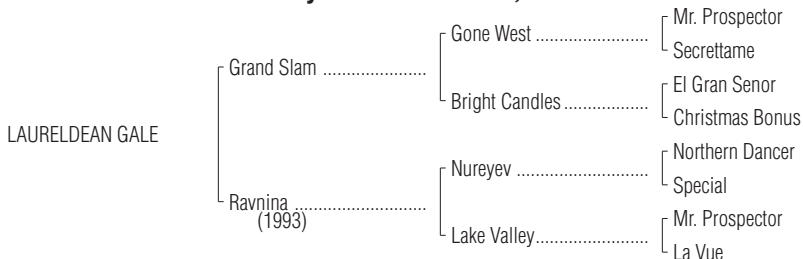 Mr. Prospector
Gone West ........................
Secrettame
Grand Slam ......................
El Gran Senor
Bright Candles ..................
Christmas Bonus
LAURELDEAN GALE
Northern Dancer
Nureyev ............................
Special
Ravnina ............................
(1993)
Mr. Prospector
Lake Valley........................
La Vue